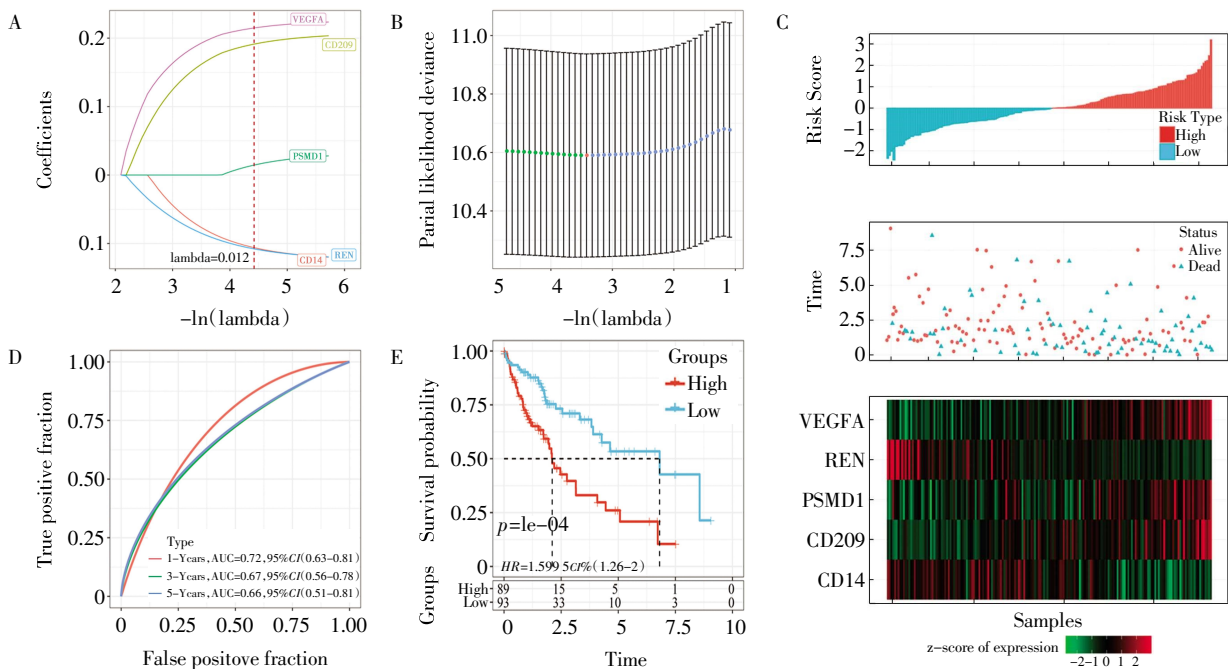 A
0.2
0.1
0
0.1
Coefficients
VEGFA
CD209
PSMD1
CD14
REN
lambda=0.012
2 3 4 5 6
-ln(lambda)
B
11.0
10.8
10.6
10.4
Parial likelihood deviance
5 4 3 2 1
-ln(lambda)
C
3
2
1
0
-1
-2
Risk Score
Risk Type
High
Low
7.5
5.0
2.5
0
Time
Status
Alive
Dead
VEGFA
REN
PSMD1
CD209
CD14
Samples
z-score of expression
-2-1 0 1 2
D
1.00
0.75
0.50
0.25
0
True positive fraction
Type
1-Ycars, AUC=0.72, 95%CI(0.63-0.81)
3-Ycars, AUC=0.67, 95%CI(0.56-0.78)
5-Ycars, AUC=0.66, 95%CI(0.51-0.81)
0 0.25 0.50 0.75 1.00
False positove fraction
E
1.00
0.75
0.50
0.25
0
Survival probability
Groups
High
Low
p=1e-04
HR=1.599 5CI%(1.26-2)
Groups
High 89 15 5 1 0
Low 93 33 10 3 0
0 2.5 5.0 7.5 10
Time